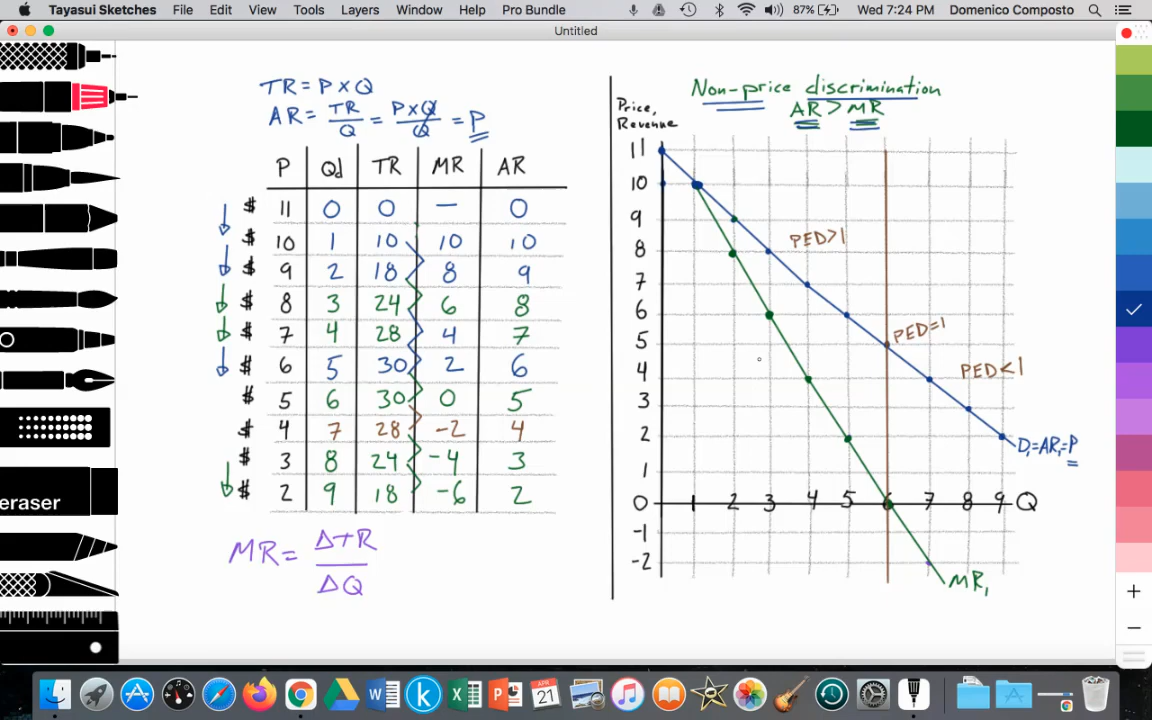 Tayasui Sketches File Edit View Tools Layers Window Help Pro Bundle 87% Wed 7:24 PM Domenico Composto
Untitled
TR = P x Q
AR = TR/Q = P x Q/Q = P
P Qd TR MR AR
$ 11 0 0 — 0
$ 10 1 10 10 10
$ 9 2 18 8 9
$ 8 3 24 6 8
$ 7 4 28 4 7
$ 6 5 30 2 6
$ 5 6 30 0 5
$ 4 7 28 -2 4
$ 3 8 24 -4 3
$ 2 9 18 -6 2
MR = ΔTR/ΔQ
Non-price discrimination
AR > MR
Price,
Revenue
11
10
9
8
7
6
5
4
3
2
1
0 1 2 3 4 5 6 7 8 9 Q
-1
-2
PED>1
PED=1
PED<1
D₁=AR₁=P
MR₁
eraser
APR
21